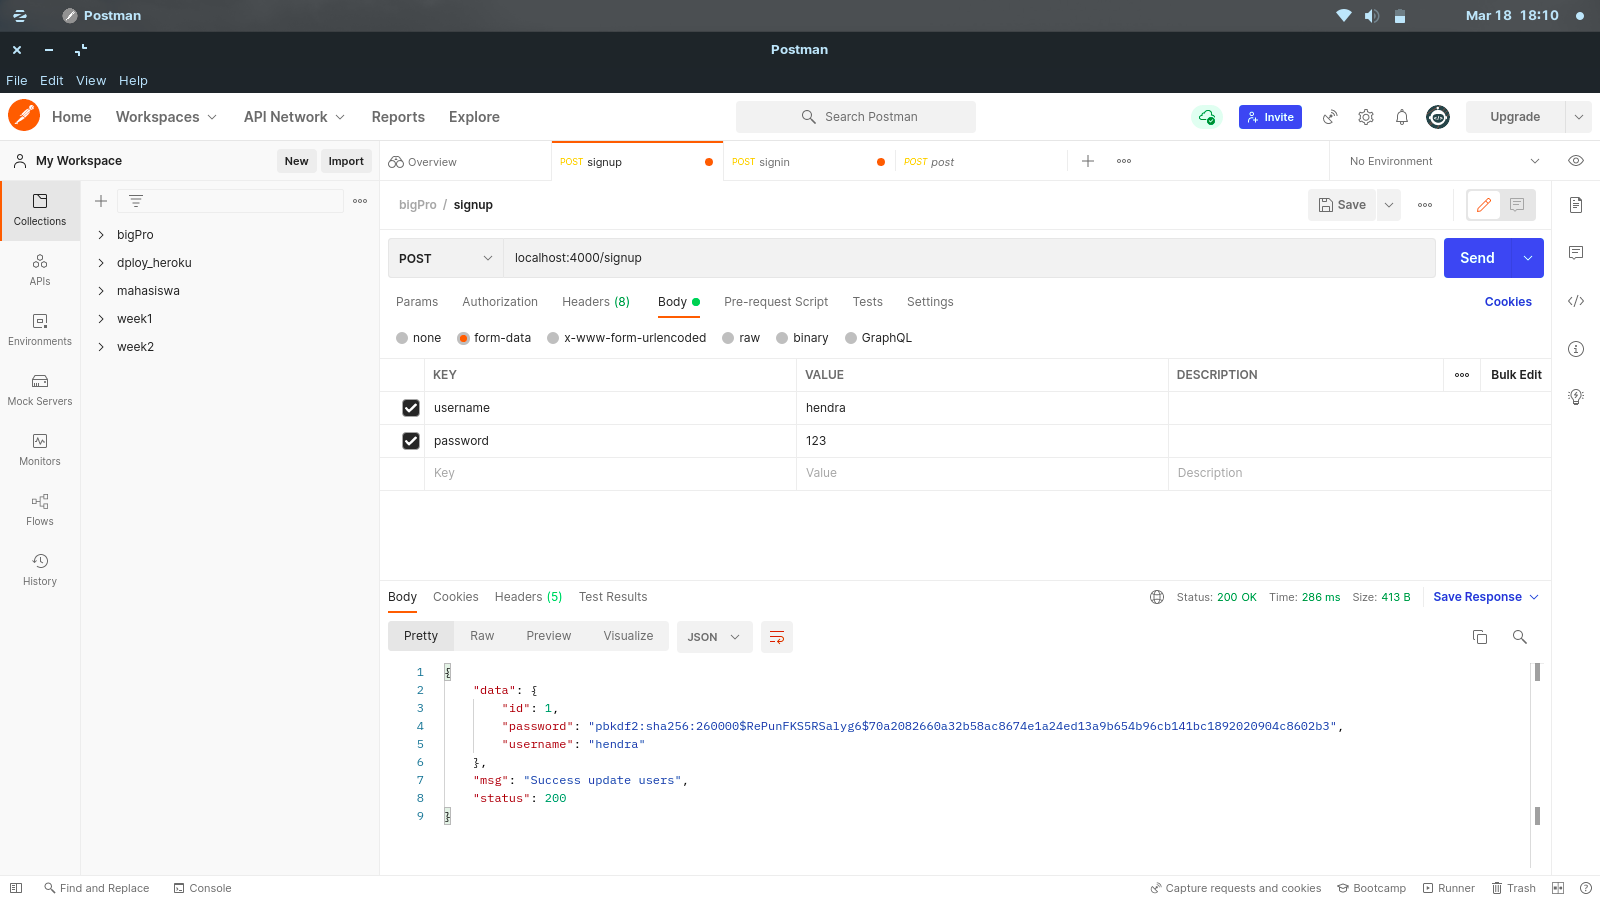 Postman
Mar 18 18:10
Postman
File Edit View Help
Home Workspaces API Network Reports Explore
Search Postman
Invite
Upgrade
My Workspace
New Import
Overview
POST signup
POST signin
POST post
No Environment
Collections
APIs
Environments
Mock Servers
Monitors
Flows
History
bigPro
dploy_heroku
mahasiswa
week1
week2
bigPro / signup
Save
POST
localhost:4000/signup
Send
Params Authorization Headers (8) Body Pre-request Script Tests Settings
Cookies
none form-data x-www-form-urlencoded raw binary GraphQL
KEY VALUE DESCRIPTION Bulk Edit
username hendra
password 123
Key Value Description
Body Cookies Headers (5) Test Results
Status: 200 OK Time: 286 ms Size: 413 B
Save Response
Pretty Raw Preview Visualize JSON
1 {
2 "data": {
3 "id": 1,
4 "password": "pbkdf2:sha256:260000$RePunFKS5RSalyg6$70a2082660a32b58ac8674e1a24ed13a9b654b96cb141bc1892020904c8602b3",
5 "username": "hendra"
6 },
7 "msg": "Success update users",
8 "status": 200
9 }
Find and Replace Console
Capture requests and cookies Bootcamp Runner Trash